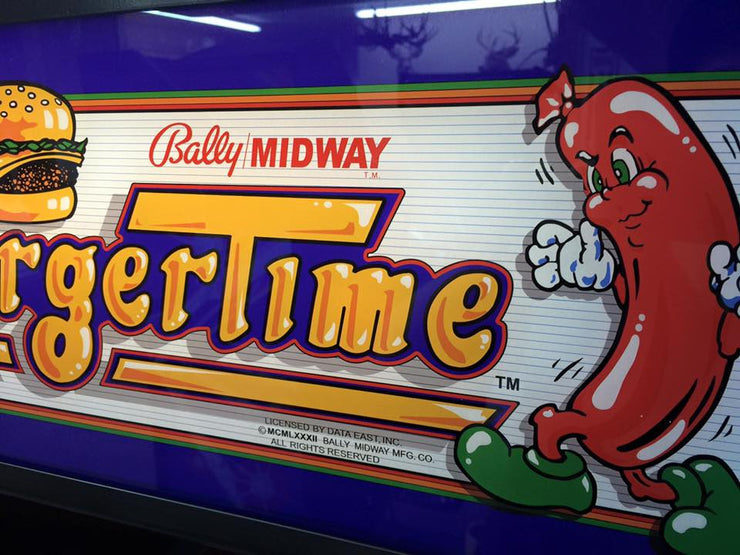 Bally MIDWAY
T.M.
rgerTime
TM
LICENSED BY DATA EAST, INC.
© MCMLXXXII BALLY MIDWAY MFG. CO.
ALL RIGHTS RESERVED